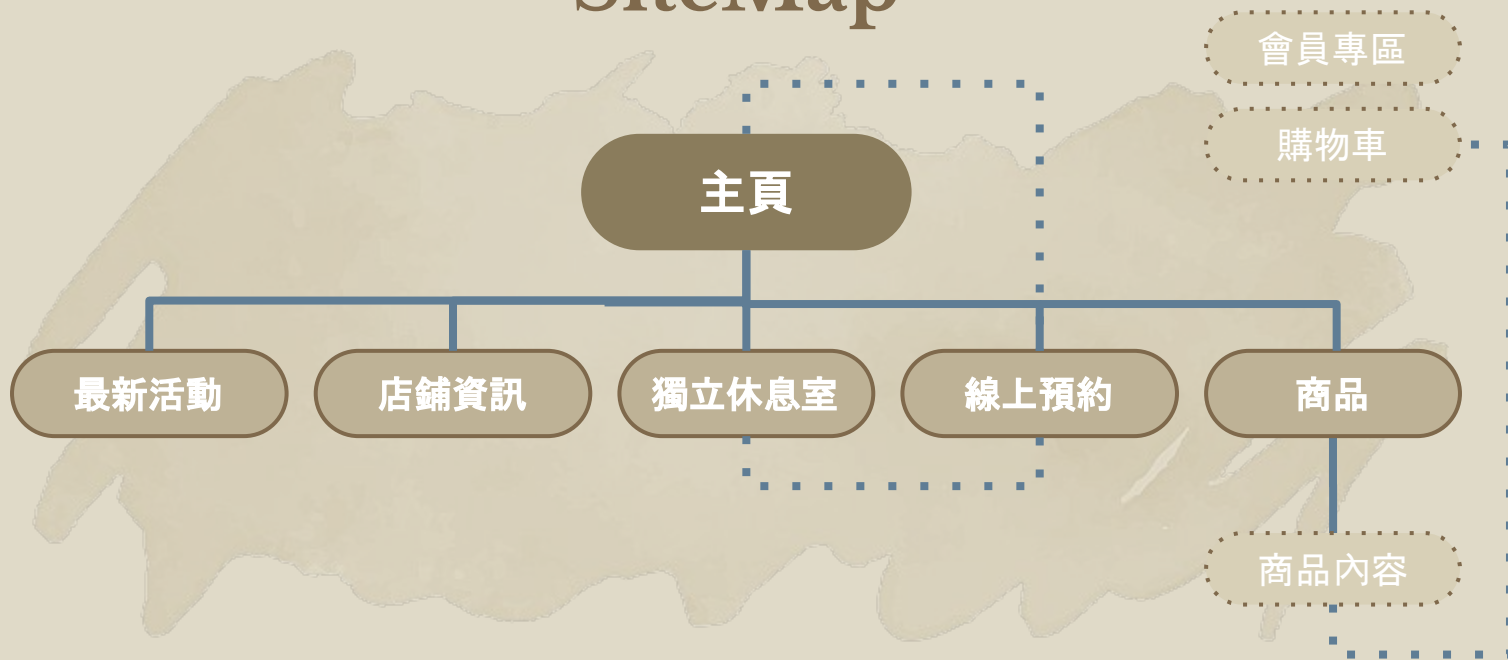 SiteMap
會員專區
購物車
主頁
最新活動
店鋪資訊
獨立休息室
線上預約
商品
商品內容